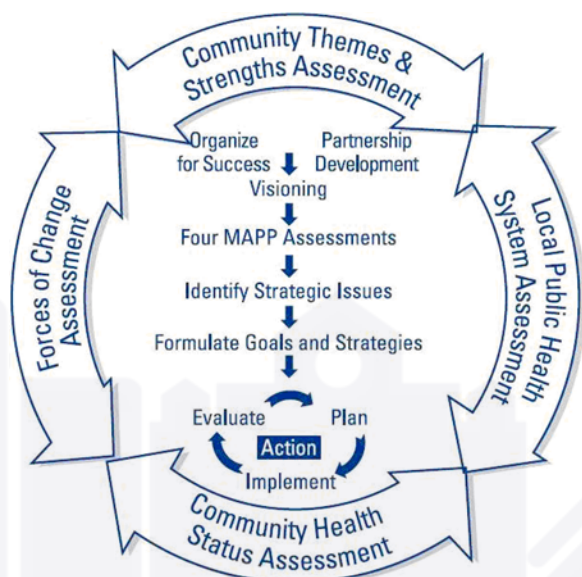 Community Themes &
Strengths Assessment
Organize
for Success
Partnership
Development
Visioning
Four MAPP Assessments
Identify Strategic Issues
Formulate Goals and Strategies
Evaluate
Plan
Action
Implement
Forces of Change
Assessment
Local Public Health
System Assessment
Community Health
Status Assessment